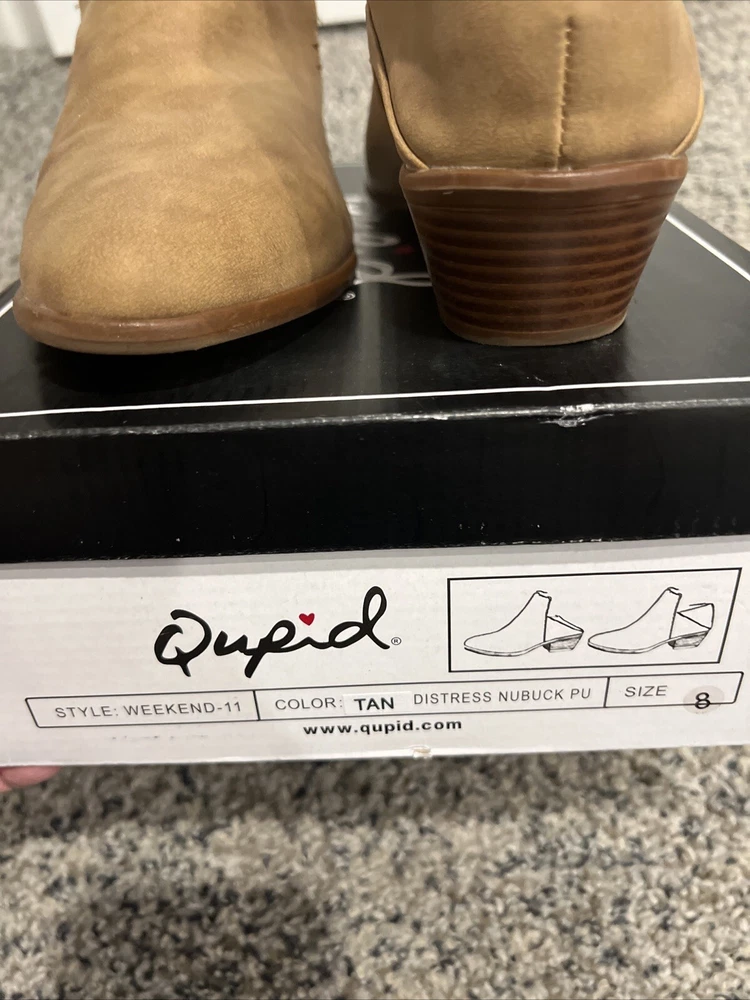 Qupid®
STYLE: WEEKEND-11 COLOR: TAN DISTRESS NUBUCK PU SIZE 8
www.qupid.com